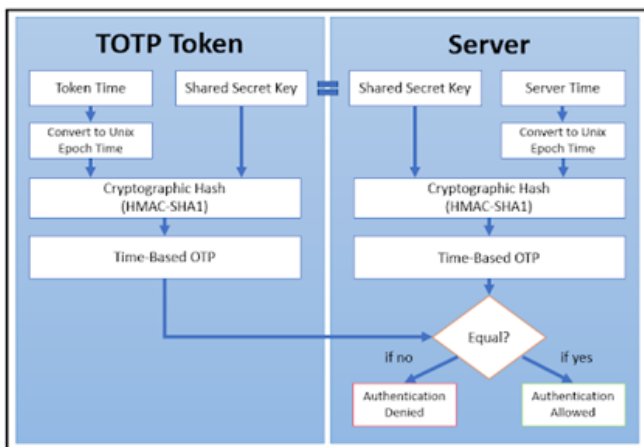 TOTP Token
Server
Token Time
Shared Secret Key
Shared Secret Key
Server Time
Convert to Unix
Epoch Time
Convert to Unix
Epoch Time
Cryptographic Hash
(HMAC-SHA1)
Cryptographic Hash
(HMAC-SHA1)
Time-Based OTP
Time-Based OTP
Equal?
if no
if yes
Authentication
Denied
Authentication
Allowed